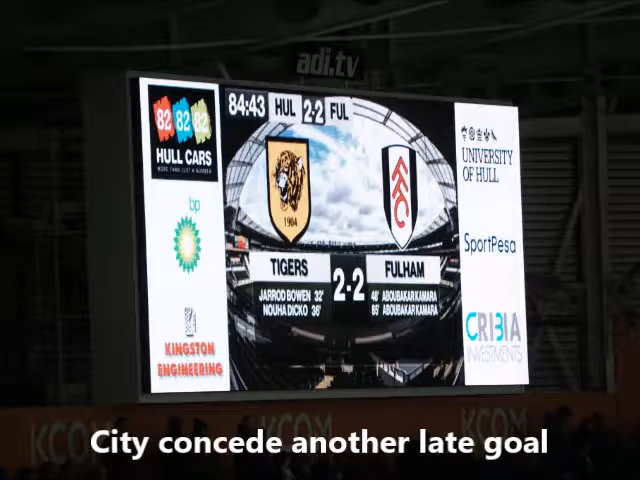 adi.tv
84:43 HUL 2-2 FUL
82 82 82
HULL CARS
MORE THAN JUST A NUMBER
bp
KINGSTON
ENGINEERING
1904
FFC
TIGERS 2-2 FULHAM
JARROD BOWEN 32'
NOUHA DICKO 36'
48' ABOUBAKAR KAMARA
85' ABOUBAKAR KAMARA
UNIVERSITY
OF HULL
SportPesa
CRIBIA
INVESTMENTS
KCOM KCOM KCOM
City concede another late goal